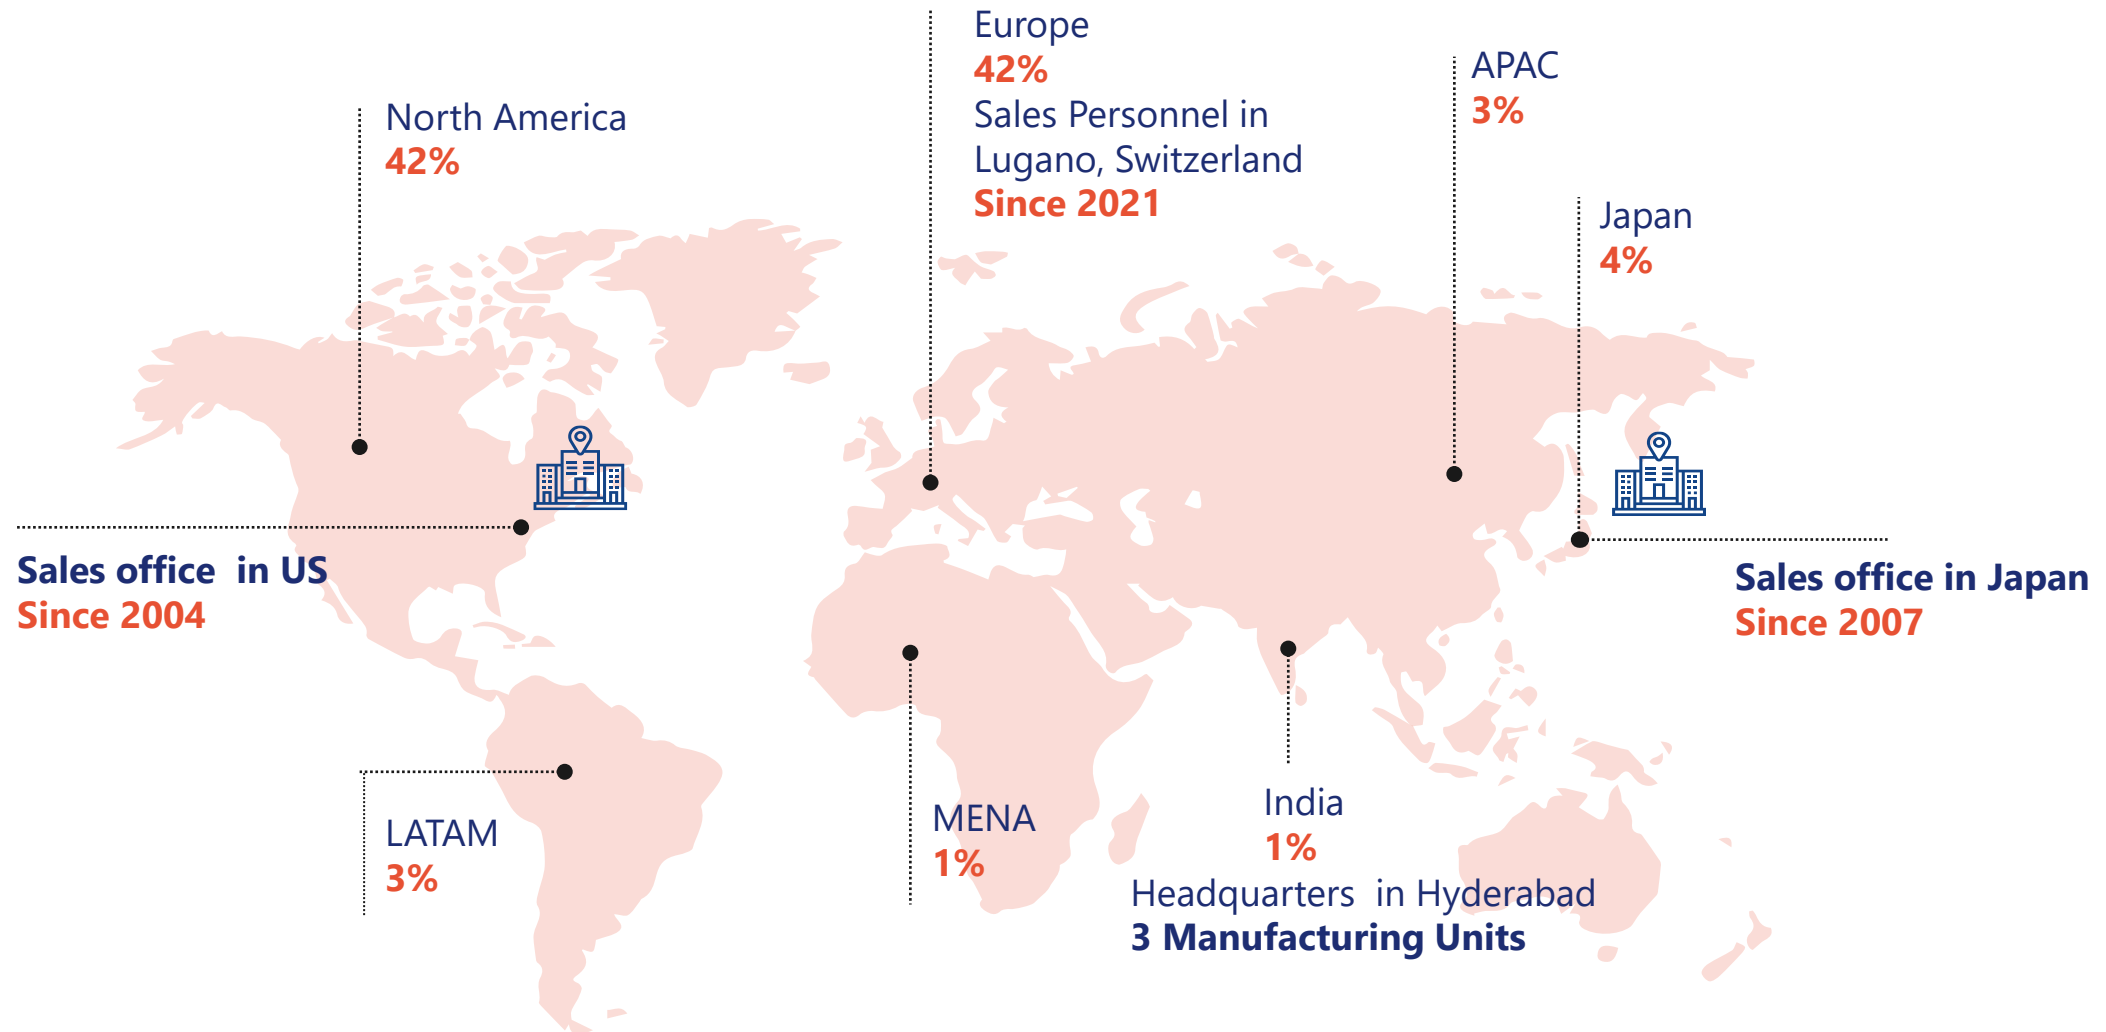 Europe
42%
Sales Personnel in
Lugano, Switzerland
Since 2021
APAC
3%
North America
42%
Japan
4%
Sales office in US
Since 2004
Sales office in Japan
Since 2007
LATAM
3%
MENA
1%
India
1%
Headquarters in Hyderabad
3 Manufacturing Units